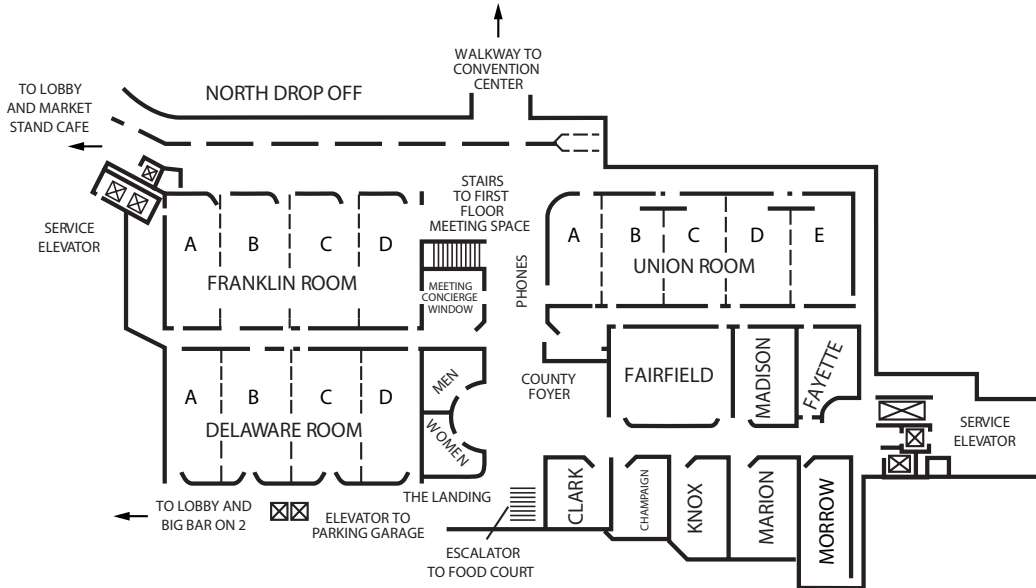 WALKWAY TO
CONVENTION
CENTER
TO LOBBY
AND MARKET
STAND CAFE
NORTH DROP OFF
STAIRS
TO FIRST
FLOOR
MEETING SPACE
SERVICE
ELEVATOR
A B C D
FRANKLIN ROOM
MEETING
CONCIERGE
WINDOW
PHONES
A B C D E
UNION ROOM
A B C D
DELAWARE ROOM
MEN
WOMEN
COUNTY
FOYER
FAIRFIELD
MADISON
FAYETTE
SERVICE
ELEVATOR
TO LOBBY AND
BIG BAR ON 2
ELEVATOR TO
PARKING GARAGE
THE LANDING
ESCALATOR
TO FOOD COURT
CLARK
CHAMPAIGN
KNOX
MARION
MORROW